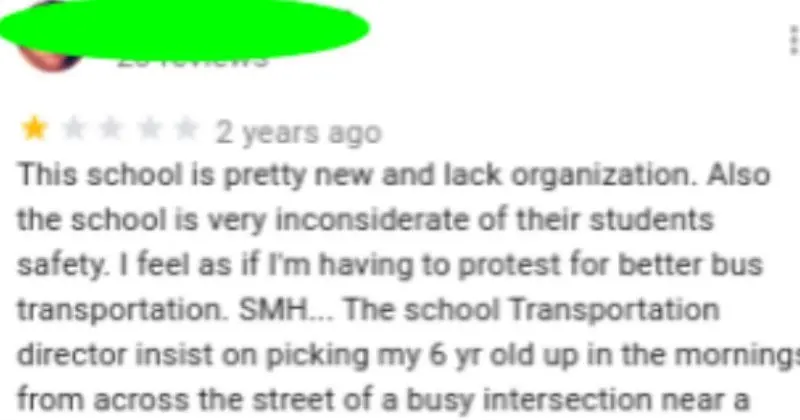 2 years ago
This school is pretty new and lack organization. Also
the school is very inconsiderate of their students
safety. I feel as if I'm having to protest for better bus
transportation. SMH... The school Transportation
director insist on picking my 6 yr old up in the mornings
from across the street of a busy intersection near a